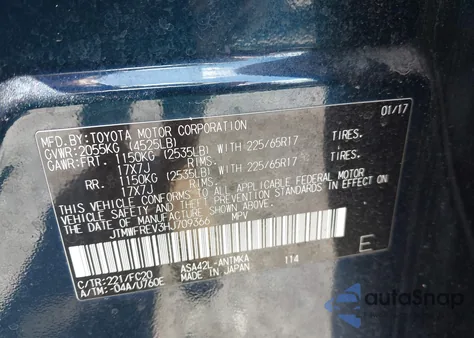 MFD.BY:TOYOTA MOTOR CORPORATION 01/17
GVWR:2055KG (4525LB)
GAWR:FRT. 1150KG (2535LB) WITH 225/65R17 TIRES.
17X7J RIMS.
RR. 1150KG (2535LB) WITH 225/65R17 TIRES.
17X7J RIMS.
THIS VEHICLE CONFORMS TO ALL APPLICABLE FEDERAL MOTOR
VEHICLE SAFETY AND BUMPER STANDARDS IN EFFECT ON THE DATE OF
MANUFACTURE SHOWN ABOVE.
JTMWFREV3HJ709366 MPV
E
C/TR:221/FC20 ASA42L-ANTMKA 114
A/TM:-04A/U760E MADE IN JAPAN
autoSnap